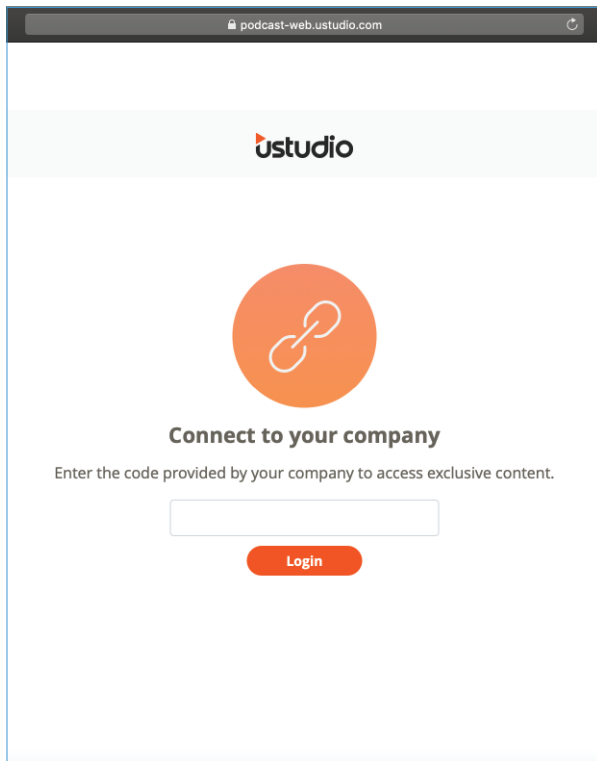 podcast-web.ustudio.com
ustudio
Connect to your company
Enter the code provided by your company to access exclusive content.
Login